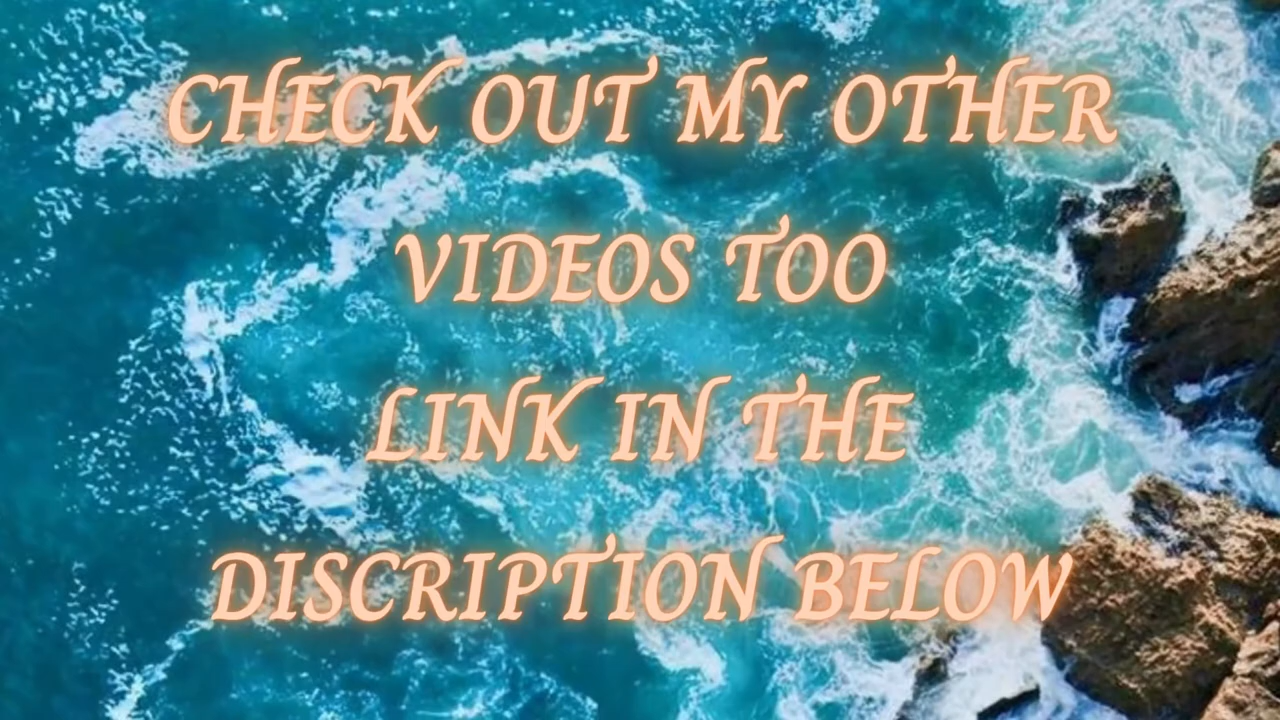 CHECK OUT MY OTHER
VIDEOS TOO
LINK IN THE
DISCRIPTION BELOW